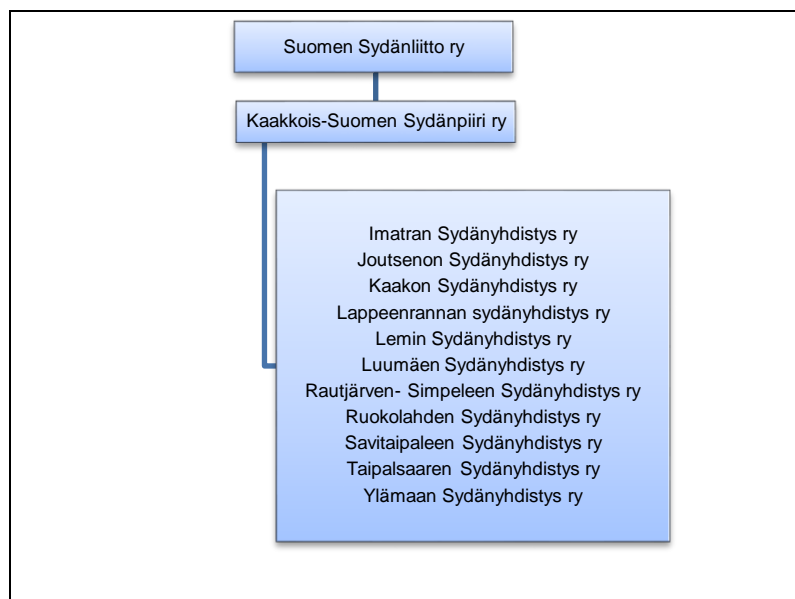 Suomen Sydänliitto ry
Kaakkois-Suomen Sydänpiiri ry
Imatran Sydänyhdistys ry
Joutsenon Sydänyhdistys ry
Kaakon Sydänyhdistys ry
Lappeenrannan sydänyhdistys ry
Lemin Sydänyhdistys ry
Luumäen Sydänyhdistys ry
Rautjärven- Simpeleen Sydänyhdistys ry
Ruokolahden Sydänyhdistys ry
Savitaipaleen Sydänyhdistys ry
Taipalsaaren Sydänyhdistys ry
Ylämaan Sydänyhdistys ry